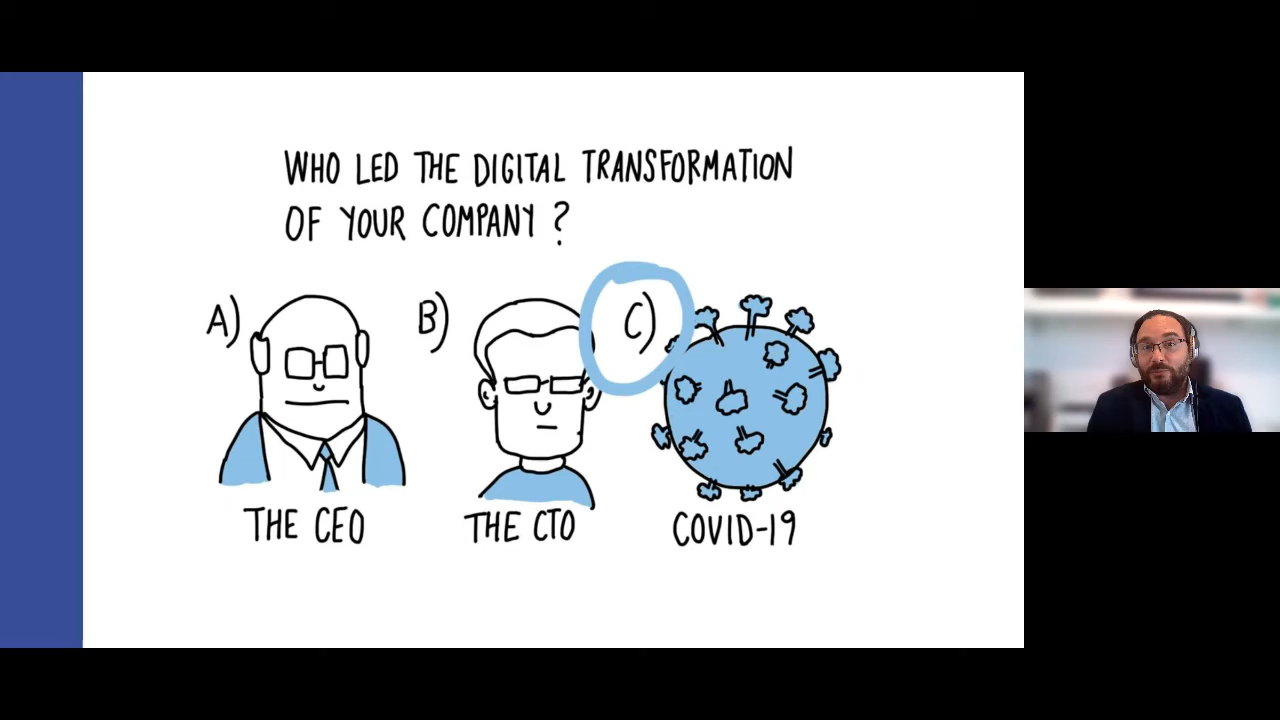 WHO LED THE DIGITAL TRANSFORMATION
OF YOUR COMPANY ?
A)
B)
C)
THE CEO
THE CTO
COVID-19